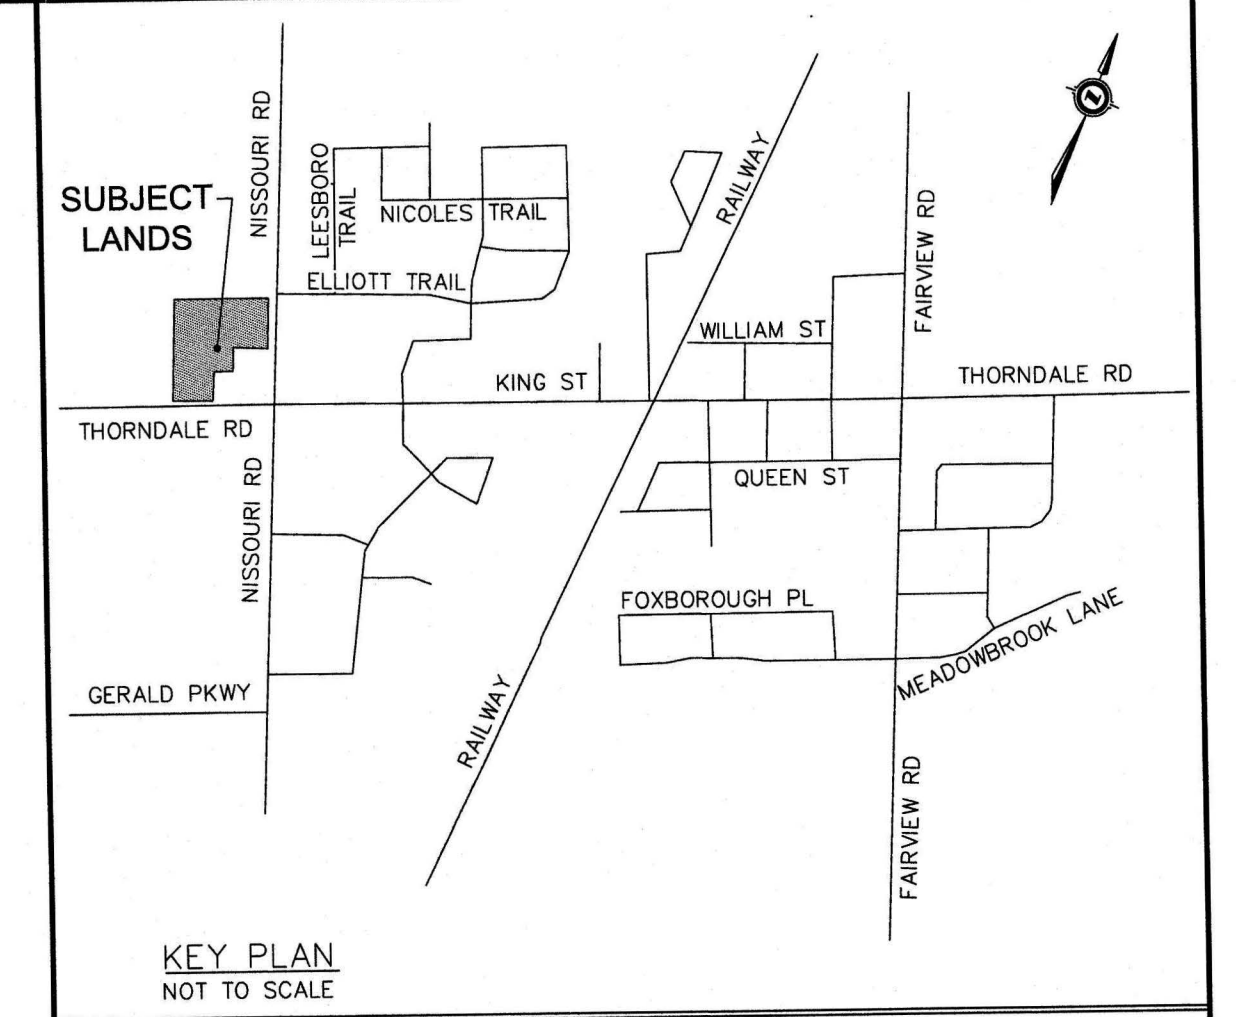 NISSOURI RD
SUBJECT
LANDS
LEESBORO
TRAIL
NICOLES TRAIL
ELLIOTT TRAIL
RAILWAY
FAIRVIEW RD
N
WILLIAM ST
KING ST
THORNDALE RD
THORNDALE RD
NISSOURI RD
QUEEN ST
FOXBOROUGH PL
MEADOWBROOK LANE
GERALD PKWY
RAILWAY
FAIRVIEW RD
KEY PLAN
NOT TO SCALE